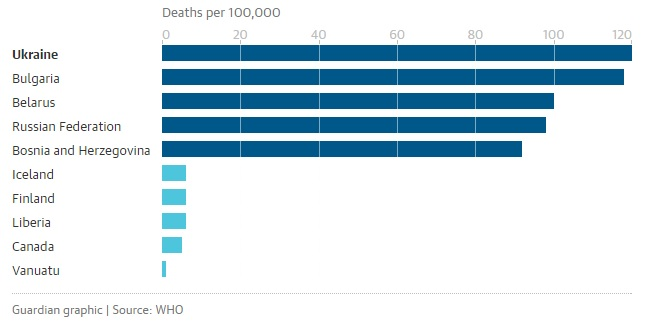 Deaths per 100,000
0 20 40 60 80 100 120
Ukraine
Bulgaria
Belarus
Russian Federation
Bosnia and Herzegovina
Iceland
Finland
Liberia
Canada
Vanuatu
Guardian graphic | Source: WHO